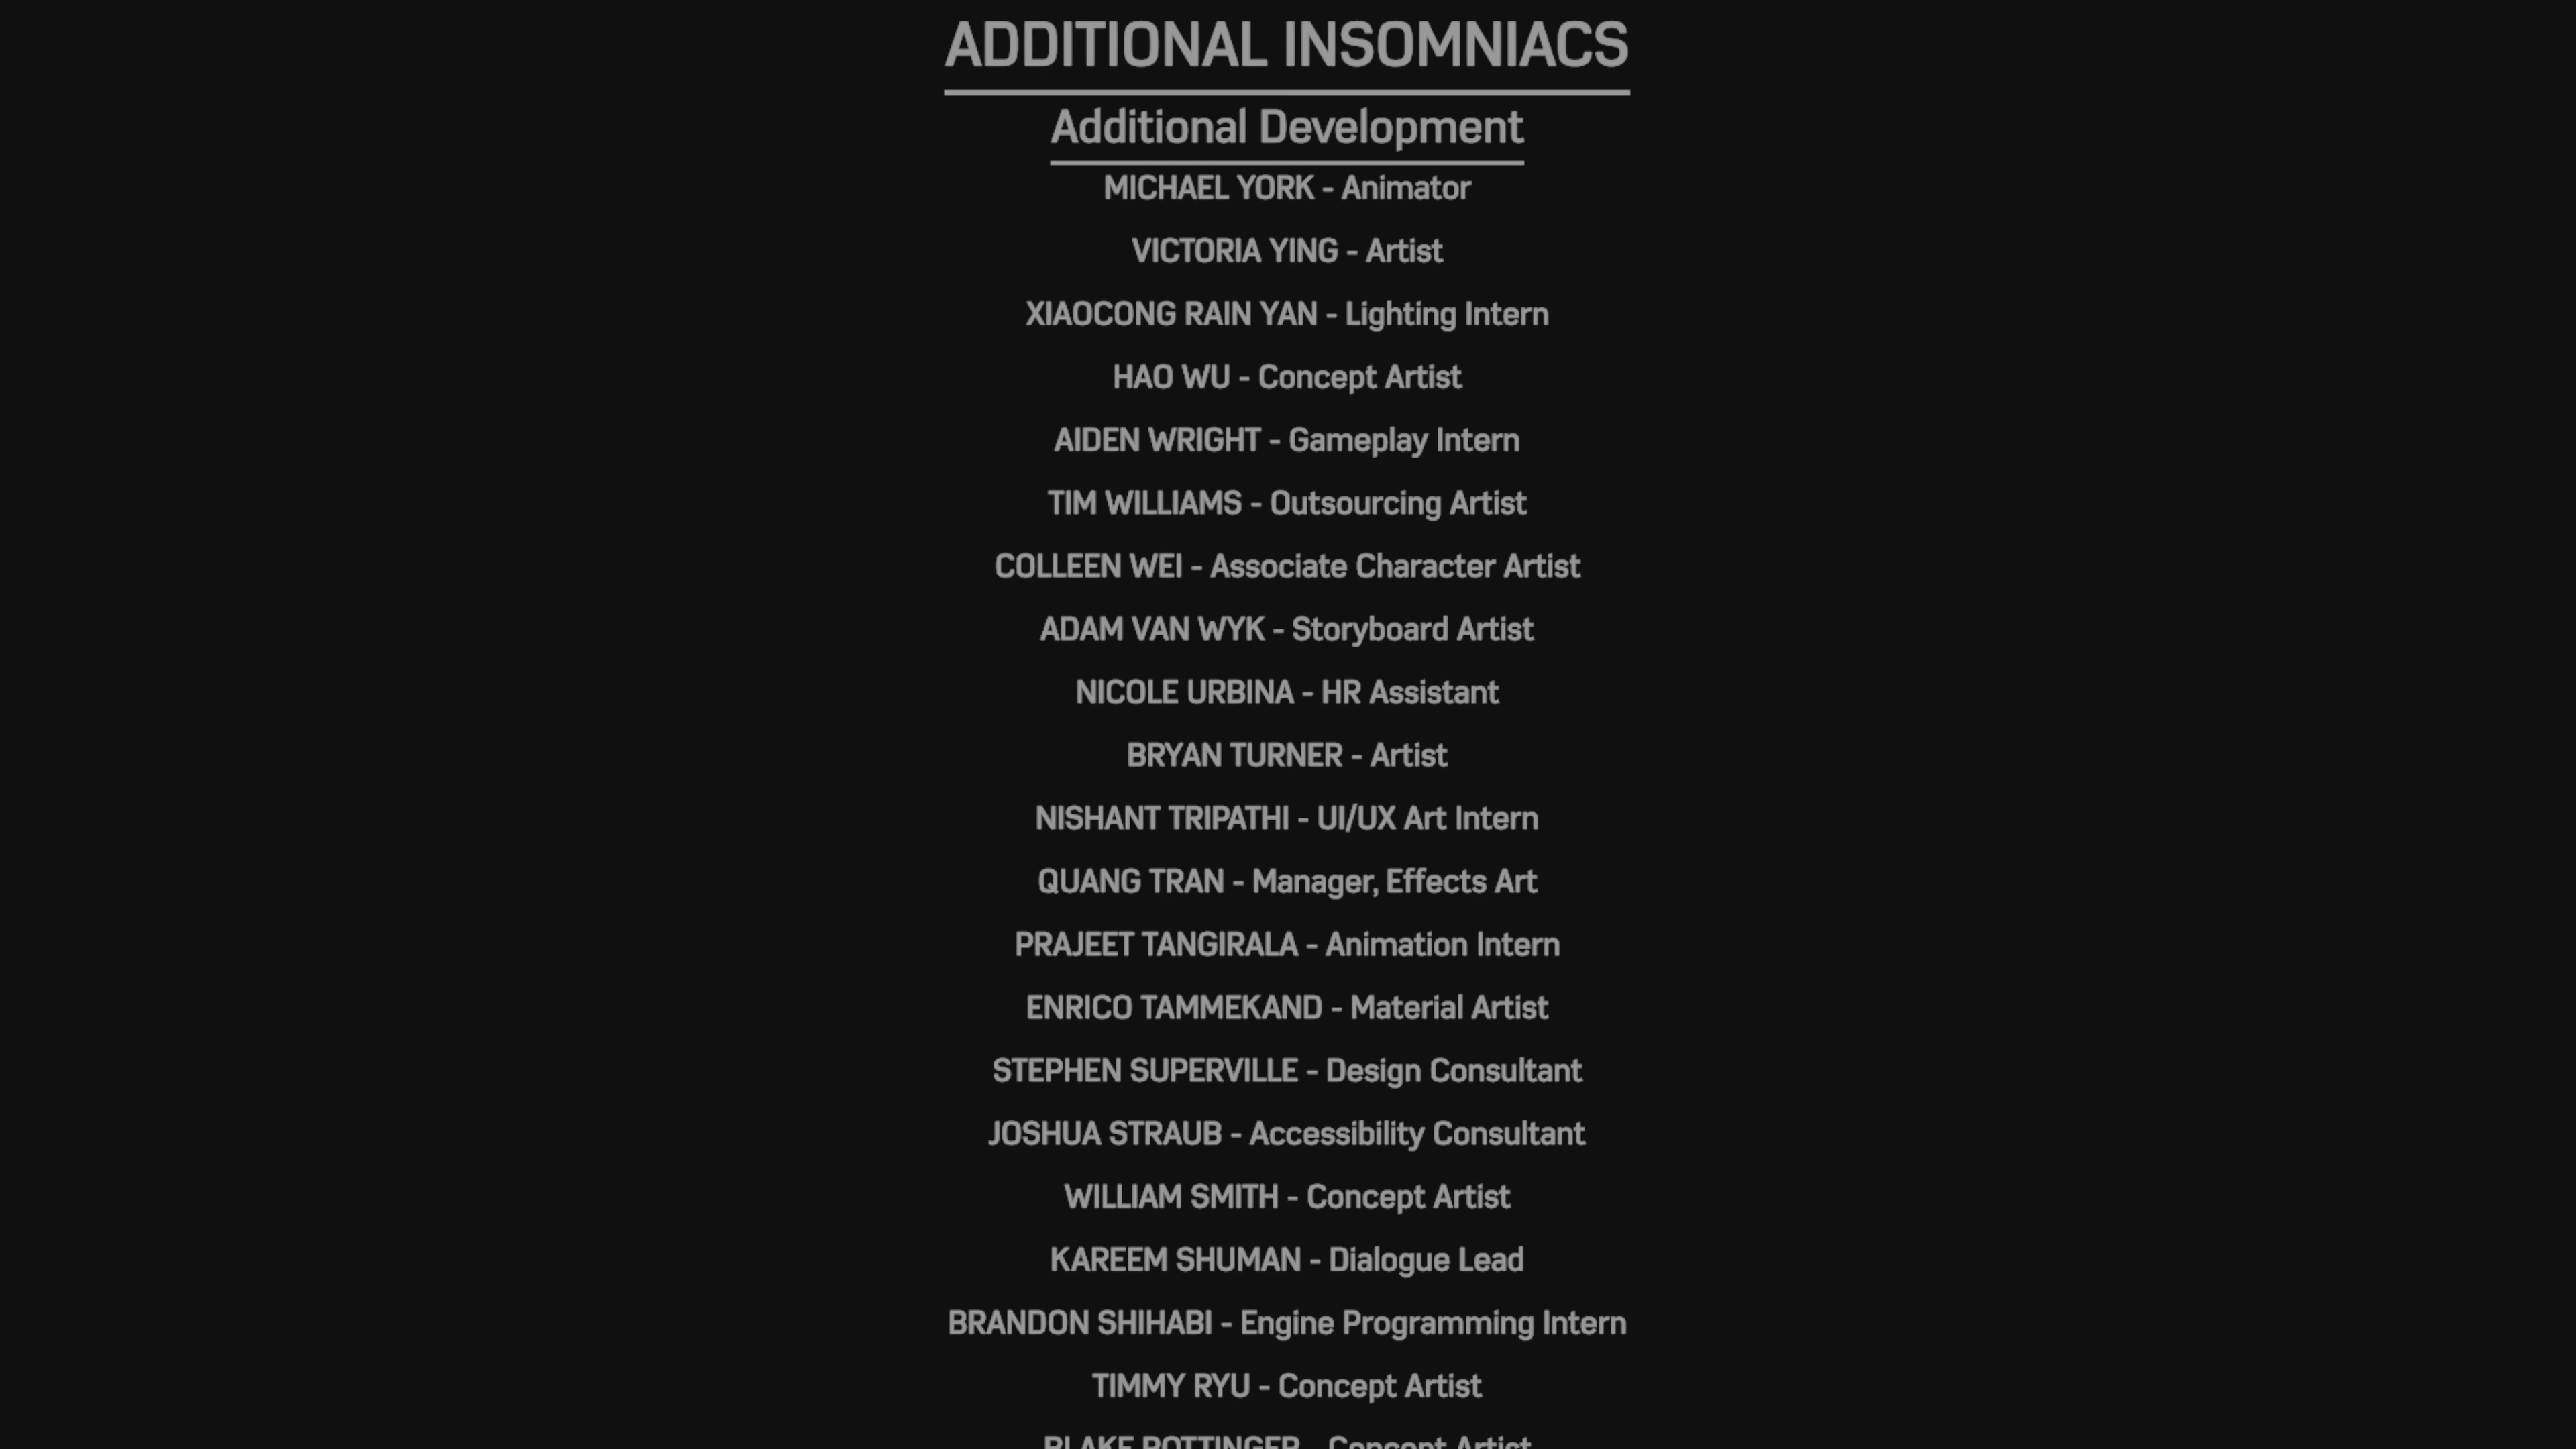 ADDITIONAL INSOMNIACS
Additional Development
MICHAEL YORK - Animator
VICTORIA YING - Artist
XIAOCONG RAIN YAN - Lighting Intern
HAO WU - Concept Artist
AIDEN WRIGHT - Gameplay Intern
TIM WILLIAMS - Outsourcing Artist
COLLEEN WEI - Associate Character Artist
ADAM VAN WYK - Storyboard Artist
NICOLE URBINA - HR Assistant
BRYAN TURNER - Artist
NISHANT TRIPATHI - UI/UX Art Intern
QUANG TRAN - Manager, Effects Art
PRAJEET TANGIRALA - Animation Intern
ENRICO TAMMEKAND - Material Artist
STEPHEN SUPERVILLE - Design Consultant
JOSHUA STRAUB - Accessibility Consultant
WILLIAM SMITH - Concept Artist
KAREEM SHUMAN - Dialogue Lead
BRANDON SHIHABI - Engine Programming Intern
TIMMY RYU - Concept Artist
BLAKE ROTTINGER - Concept Artist